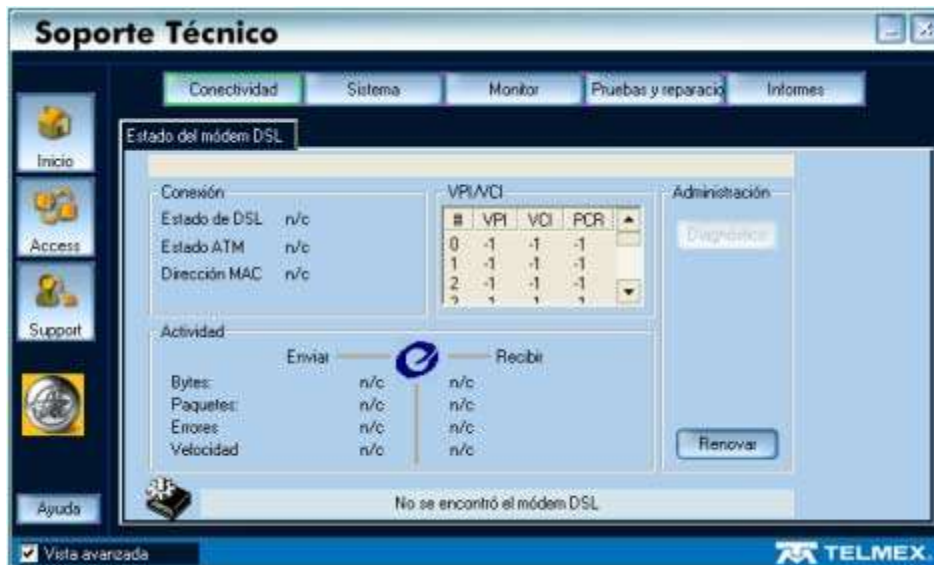 Soporte Técnico
Conectividad Sistema Monitor Pruebas y reparacio Informes
Estado del módem DSL
Inicio
Access
Support
Ayuda
Conexión
Estado de DSL n/c
Estado ATM n/c
Dirección MAC n/c
VPI/VCI
# VPI VCI PCR
0 -1 -1 -1
1 -1 -1 -1
2 -1 -1 -1
Administración
Diagnóstico
Actividad
Enviar Recibir
Bytes: n/c n/c
Paquetes: n/c n/c
Errores n/c n/c
Velocidad n/c n/c
Renovar
No se encontró el módem DSL
Vista avanzada
TELMEX